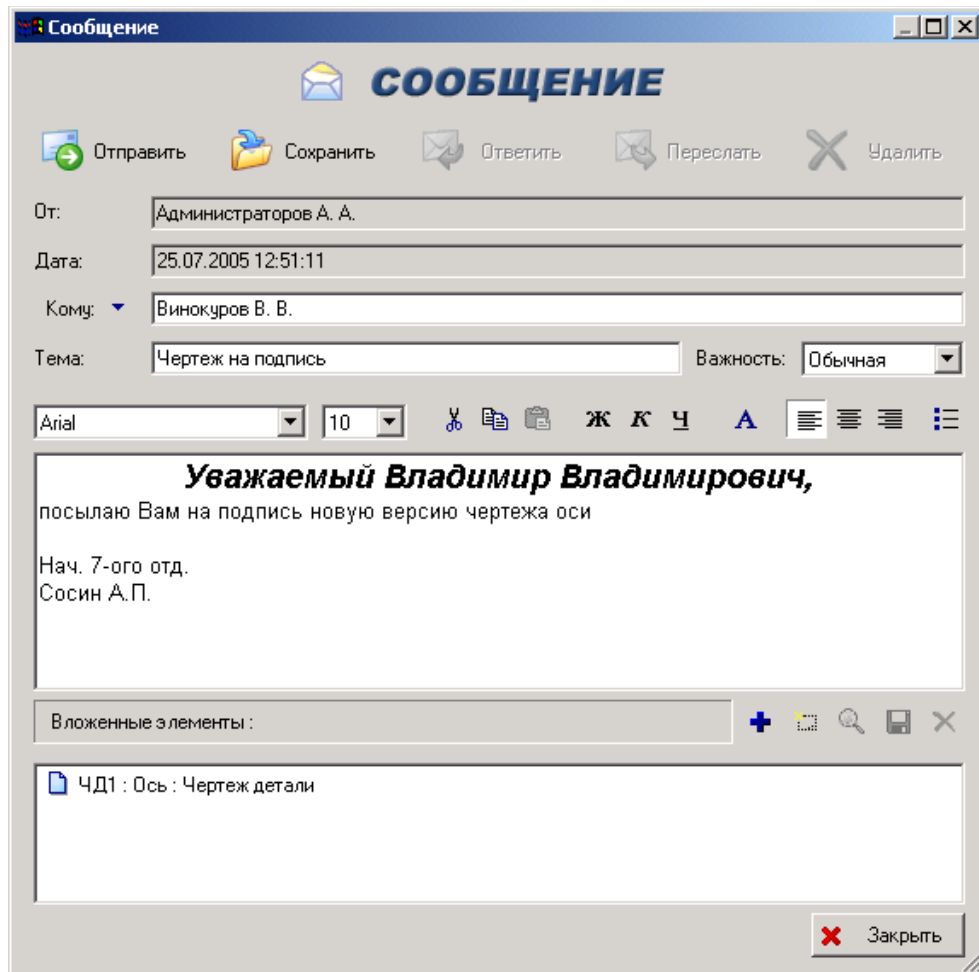 Сообщение
СООБЩЕНИЕ
Отправить Сохранить Ответить Переслать Удалить
От: Администраторов А. А.
Дата: 25.07.2005 12:51:11
Кому: Винокуров В. В.
Тема: Чертеж на подпись Важность: Обычная
Arial 10 Ж К Ч А
Уважаемый Владимир Владимирович,
посылаю Вам на подпись новую версию чертежа оси
Нач. 7-ого отд.
Сосин А.П.
Вложенные элементы :
ЧД1 : Ось : Чертеж детали
Закрыть